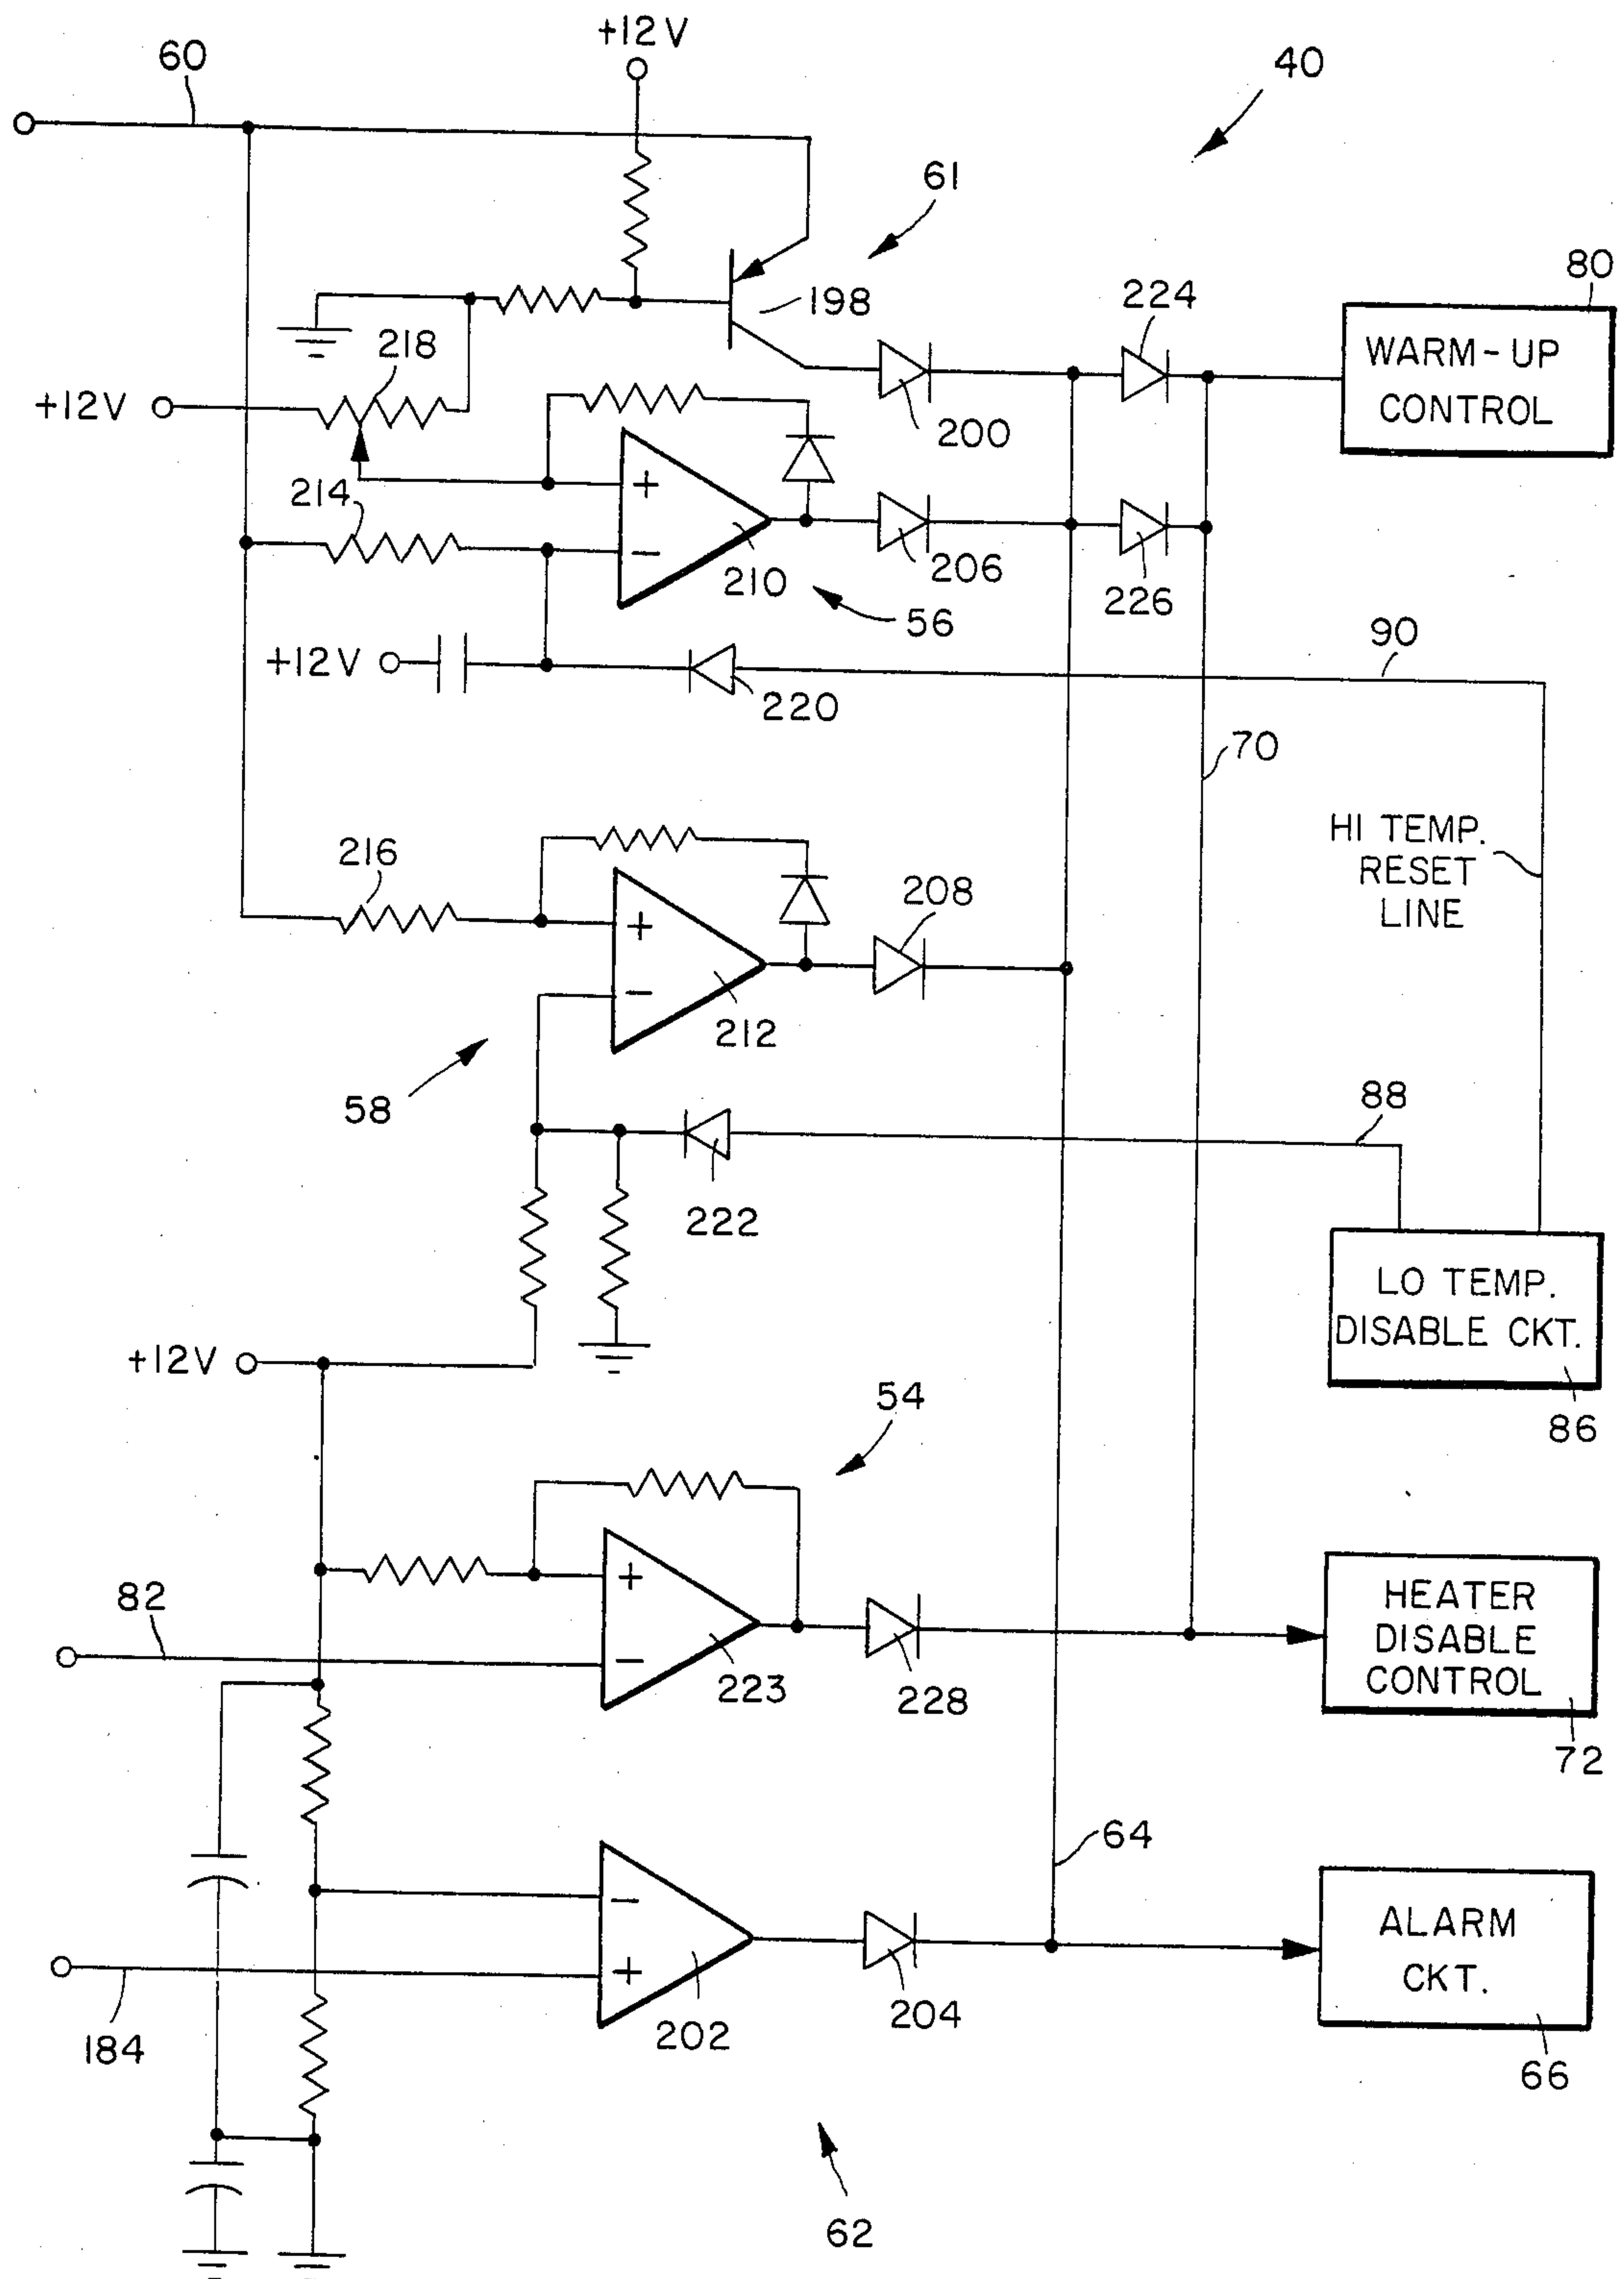 +12V
60
40
61
80
198
224
WARM-UP
CONTROL
218
+12V
200
214
210
206
226
56
+12V
220
90
70
HI TEMP.
RESET
LINE
216
208
212
58
88
222
LO TEMP.
DISABLE CKT.
+12V
86
54
82
HEATER
DISABLE
CONTROL
223
228
72
64
ALARM
CKT.
184
202
204
66
62
+
−
+
−
+
−
−
+